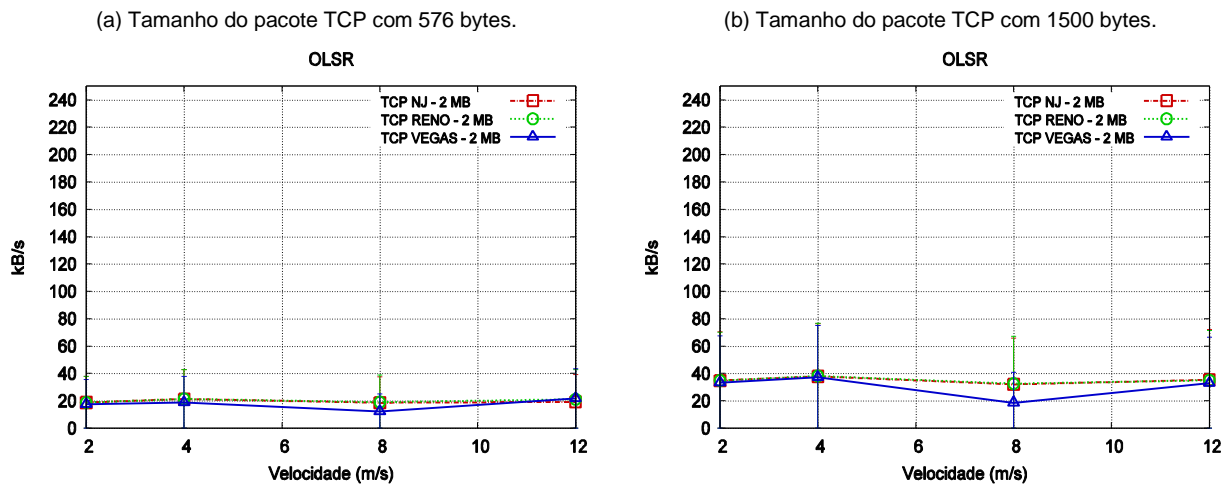 (a) Tamanho do pacote TCP com 576 bytes.
OLSR
TCP NJ - 2 MB
TCP RENO - 2 MB
TCP VEGAS - 2 MB
240
220
200
180
160
140
120
100
80
60
40
20
0
kB/s
2 4 6 8 10 12
Velocidade (m/s)
(b) Tamanho do pacote TCP com 1500 bytes.
OLSR
TCP NJ - 2 MB
TCP RENO - 2 MB
TCP VEGAS - 2 MB
240
220
200
180
160
140
120
100
80
60
40
20
0
kB/s
2 4 6 8 10 12
Velocidade (m/s)